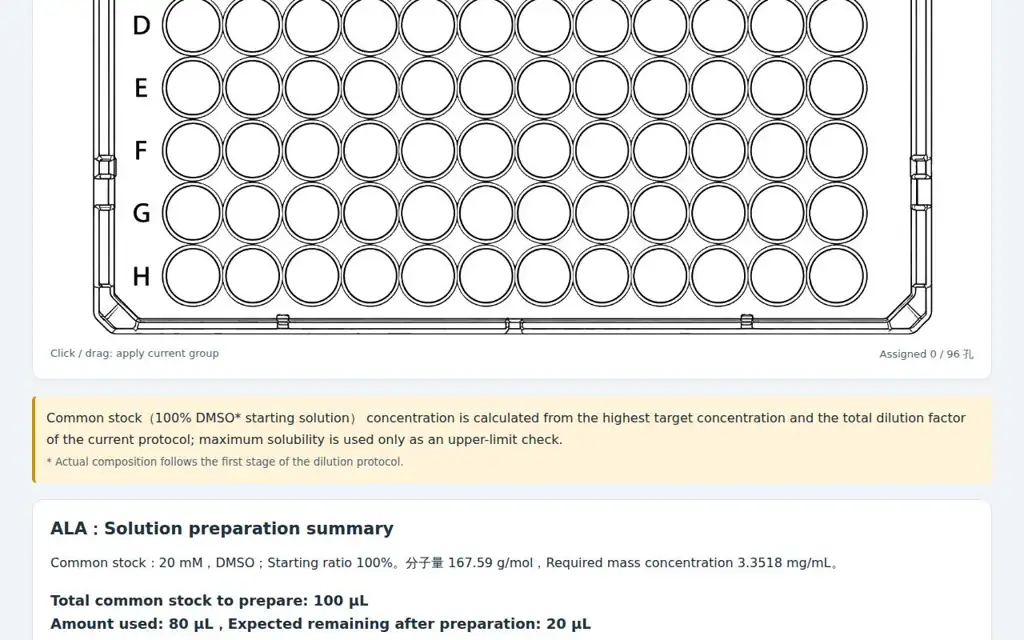 D
E
F
G
H
Click / drag: apply current group
Assigned 0 / 96 孔
Common stock（100% DMSO* starting solution） concentration is calculated from the highest target concentration and the total dilution factor
of the current protocol; maximum solubility is used only as an upper-limit check.
* Actual composition follows the first stage of the dilution protocol.
ALA：Solution preparation summary
Common stock：20 mM，DMSO；Starting ratio 100%。分子量 167.59 g/mol，Required mass concentration 3.3518 mg/mL。
Total common stock to prepare: 100 µL
Amount used: 80 µL，Expected remaining after preparation: 20 µL